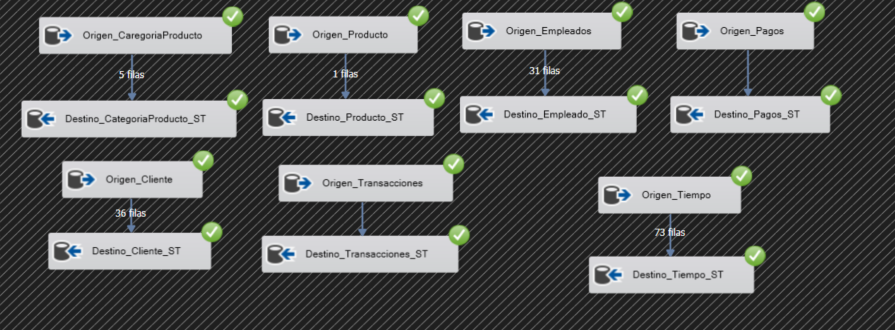 Origen_CaregoriaProducto
Origen_Producto
Origen_Empleados
Origen_Pagos
5 filas
1 filas
31 filas
Destino_CategoriaProducto_ST
Destino_Producto_ST
Destino_Empleado_ST
Destino_Pagos_ST
Origen_Cliente
Origen_Transacciones
Origen_Tiempo
36 filas
73 filas
Destino_Cliente_ST
Destino_Transacciones_ST
Destino_Tiempo_ST